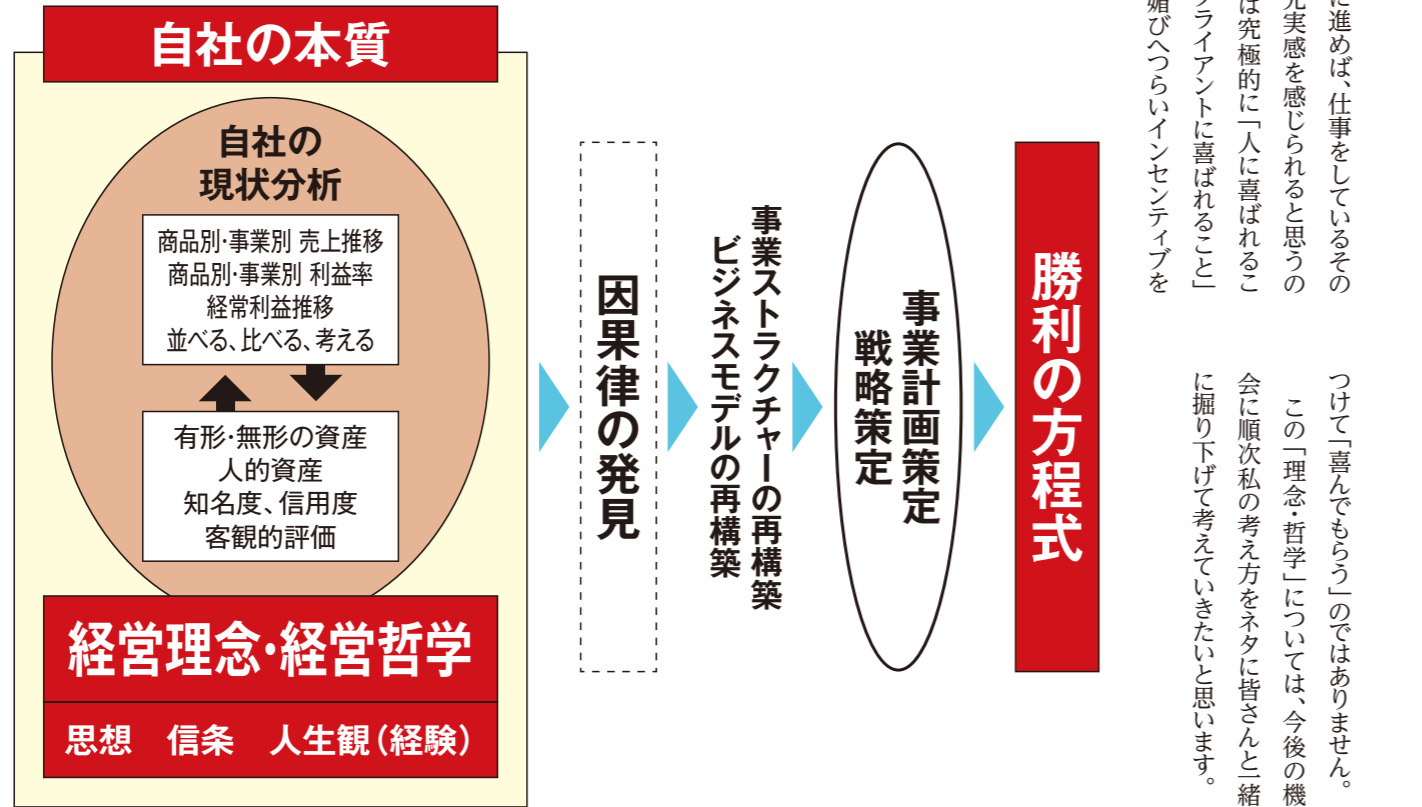 自社の本質
自社の
現状分析
商品別・事業別 売上推移
商品別・事業別 利益率
経常利益推移
並べる、比べる、考える
有形・無形の資産
人的資産
知名度、信用度
客観的評価
経営理念・経営哲学
思想　信条　人生観（経験）
因果律の発見
事業ストラクチャーの再構築
ビジネスモデルの再構築
事業計画策定
戦略策定
勝利の方程式
に進めば、仕事をしているその
充実感を感じられると思うの
は究極的に「人に喜ばれるこ
ライアントに喜ばれること」
媚びへつらいインセンティブを
つけて「喜んでもらう」のではありません。
この「理念・哲学」については、今後の機
会に順次私の考え方をネタに皆さんと一緒
に掘り下げて考えていきたいと思います。